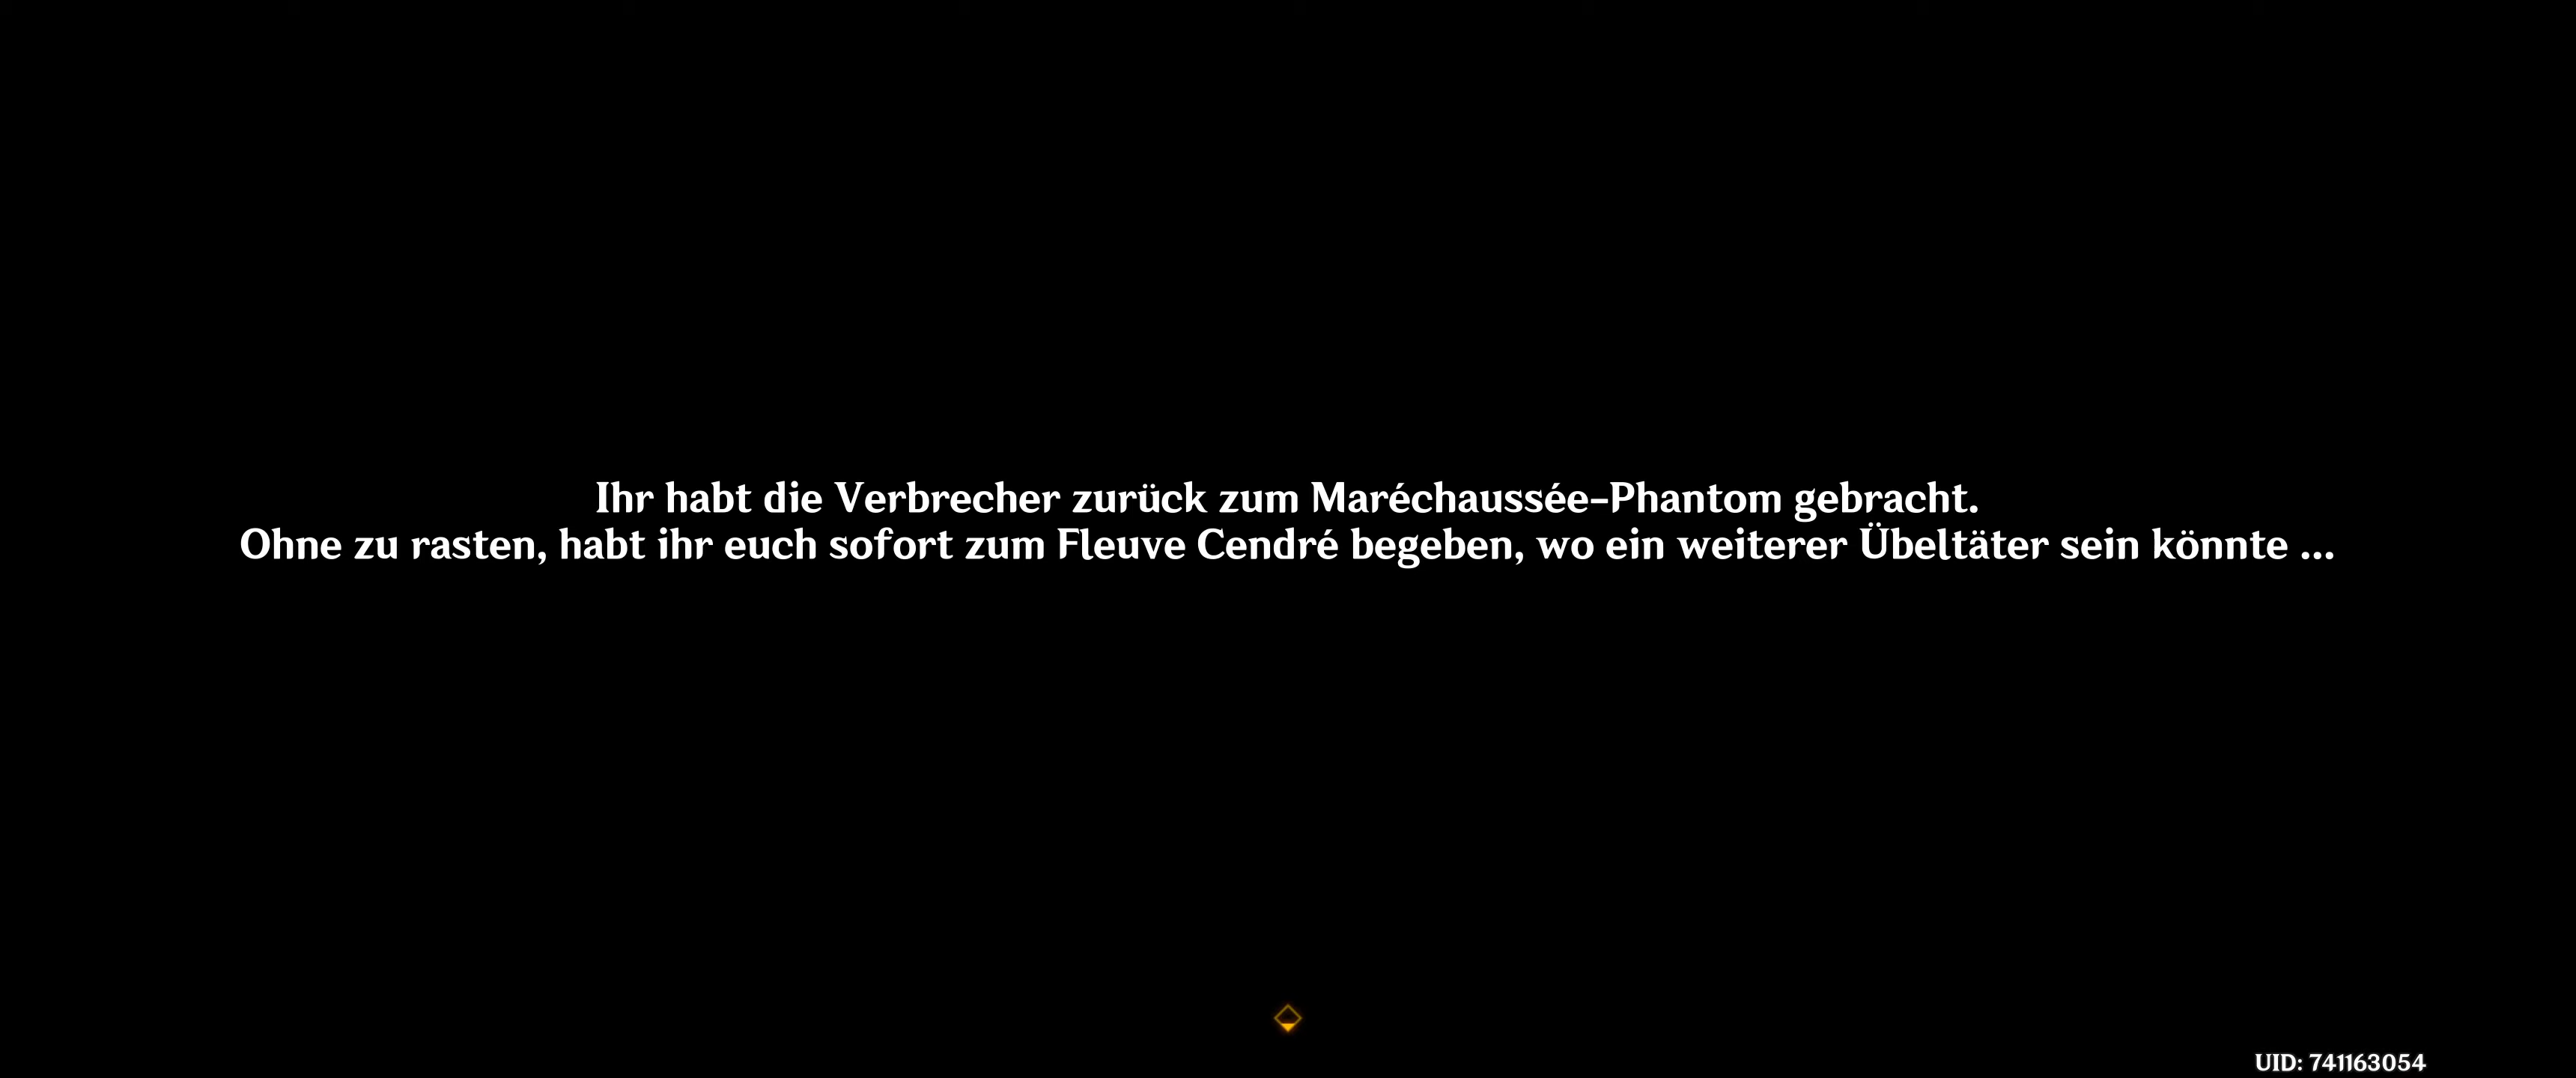 Ihr habt die Verbrecher zurück zum Maréchaussée-Phantom gebracht.
Ohne zu rasten, habt ihr euch sofort zum Fleuve Cendré begeben, wo ein weiterer Übeltäter sein könnte ...
UID: 741163054